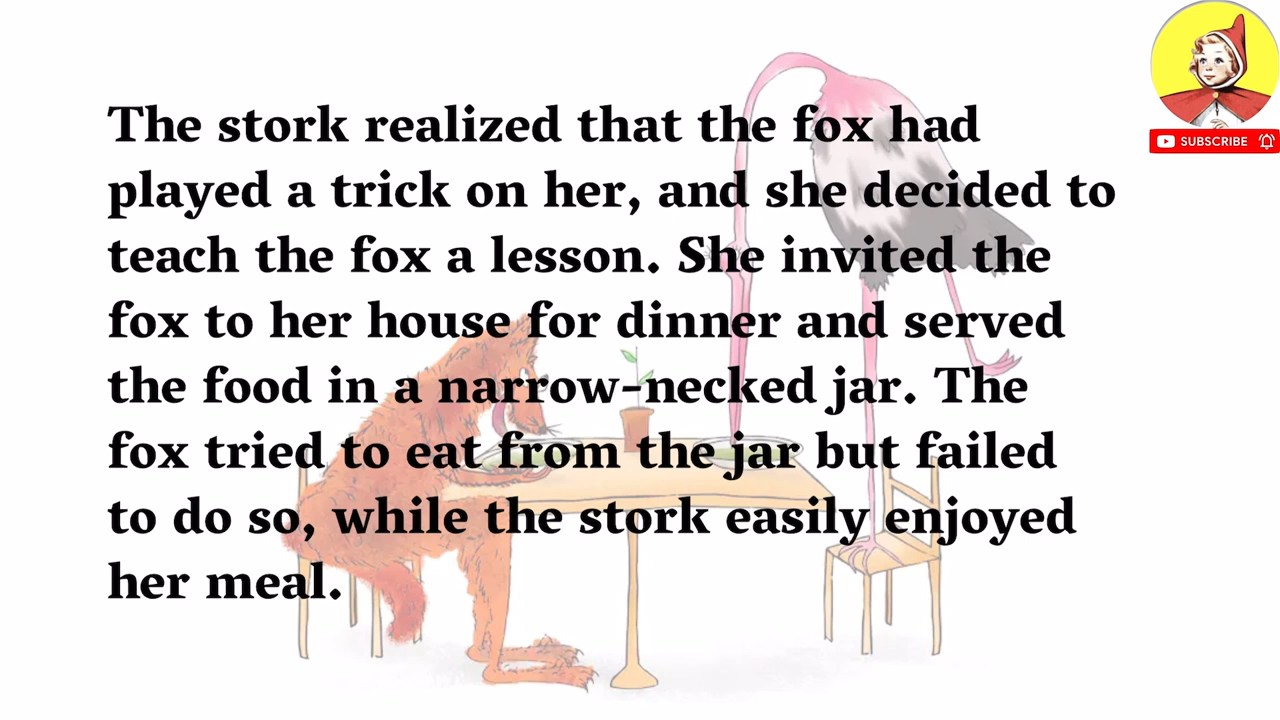 The stork realized that the fox had
played a trick on her, and she decided to
teach the fox a lesson. She invited the
fox to her house for dinner and served
the food in a narrow-necked jar. The
fox tried to eat from the jar but failed
to do so, while the stork easily enjoyed
her meal.
SUBSCRIBE